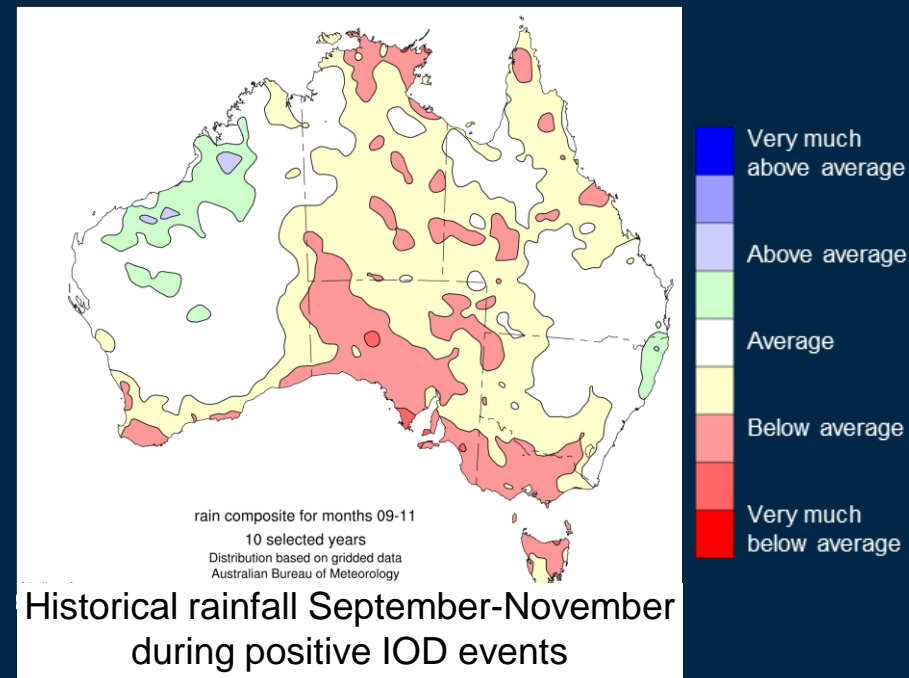 rain composite for months 09-11
10 selected years
Distribution based on gridded data
Australian Bureau of Meteorology
Historical rainfall September-November
during positive IOD events
Very much
above average
Above average
Average
Below average
Very much
below average